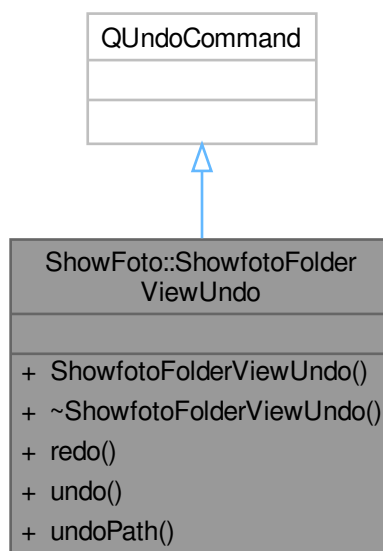 QUndoCommand
ShowFoto::ShowfotoFolder
ViewUndo
+ ShowfotoFolderViewUndo()
+ ~ShowfotoFolderViewUndo()
+ redo()
+ undo()
+ undoPath()